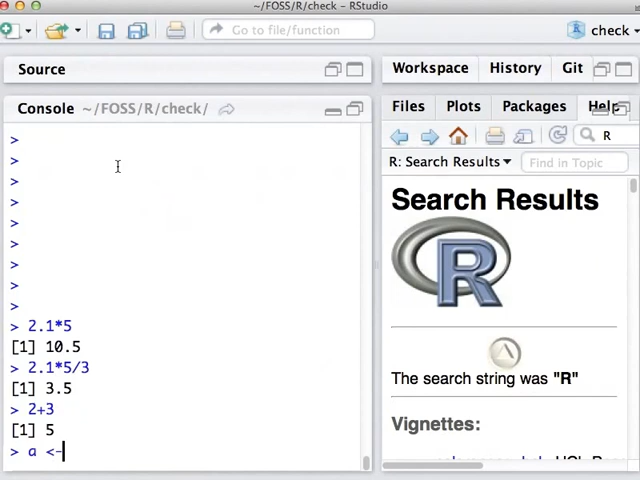 ~/FOSS/R/check - RStudio
Go to file/function
check
Source
Console ~/FOSS/R/check/
>
>
>
>
>
>
>
>
>
> 2.1*5
[1] 10.5
> 2.1*5/3
[1] 3.5
> 2+3
[1] 5
> a <-
Workspace History Git
Files Plots Packages Help
R
R: Search Results Find in Topic
Search Results
R
The search string was "R"
Vignettes: